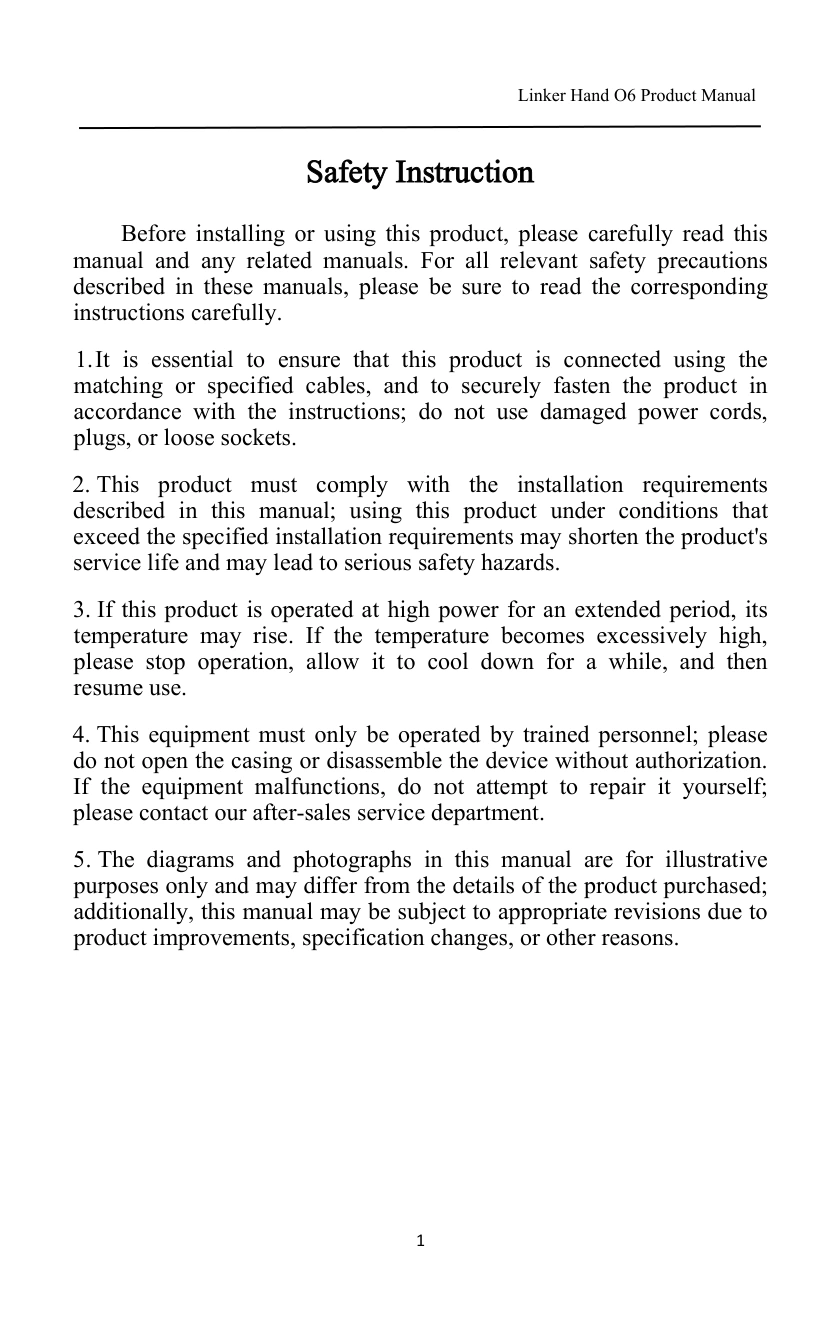 Linker Hand O6 Product Manual
Safety Instruction
Before installing or using this product, please carefully read this
manual and any related manuals. For all relevant safety precautions
described in these manuals, please be sure to read the corresponding
instructions carefully.
1.It is essential to ensure that this product is connected using the
matching or specified cables, and to securely fasten the product in
accordance with the instructions; do not use damaged power cords,
plugs, or loose sockets.
2. This product must comply with the installation requirements
described in this manual; using this product under conditions that
exceed the specified installation requirements may shorten the product's
service life and may lead to serious safety hazards.
3. If this product is operated at high power for an extended period, its
temperature may rise. If the temperature becomes excessively high,
please stop operation, allow it to cool down for a while, and then
resume use.
4. This equipment must only be operated by trained personnel; please
do not open the casing or disassemble the device without authorization.
If the equipment malfunctions, do not attempt to repair it yourself;
please contact our after-sales service department.
5. The diagrams and photographs in this manual are for illustrative
purposes only and may differ from the details of the product purchased;
additionally, this manual may be subject to appropriate revisions due to
product improvements, specification changes, or other reasons.
1